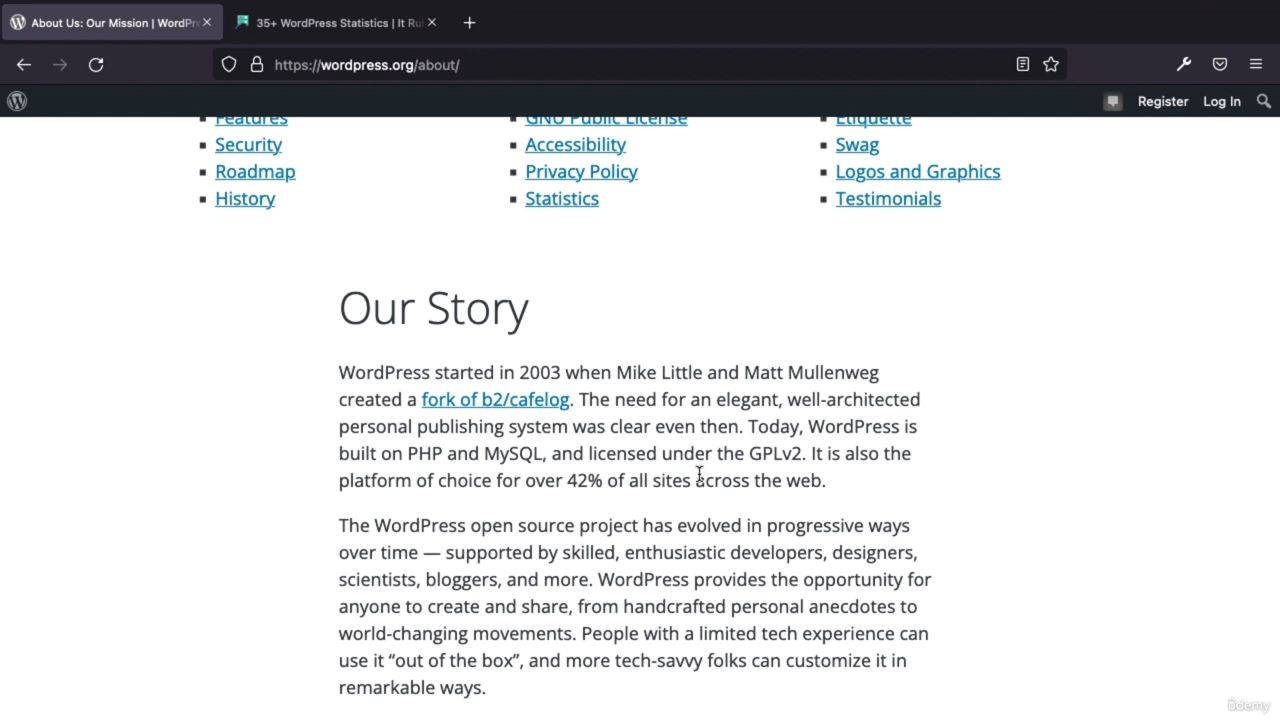 About Us: Our Mission | WordPre
35+ WordPress Statistics | It Rul
https://wordpress.org/about/
Register Log In
Features GNU Public License Etiquette
Security Accessibility Swag
Roadmap Privacy Policy Logos and Graphics
History Statistics Testimonials
Our Story
WordPress started in 2003 when Mike Little and Matt Mullenweg
created a fork of b2/cafelog. The need for an elegant, well-architected
personal publishing system was clear even then. Today, WordPress is
built on PHP and MySQL, and licensed under the GPLv2. It is also the
platform of choice for over 42% of all sites across the web.
The WordPress open source project has evolved in progressive ways
over time — supported by skilled, enthusiastic developers, designers,
scientists, bloggers, and more. WordPress provides the opportunity for
anyone to create and share, from handcrafted personal anecdotes to
world-changing movements. People with a limited tech experience can
use it “out of the box”, and more tech-savvy folks can customize it in
remarkable ways.
Udemy